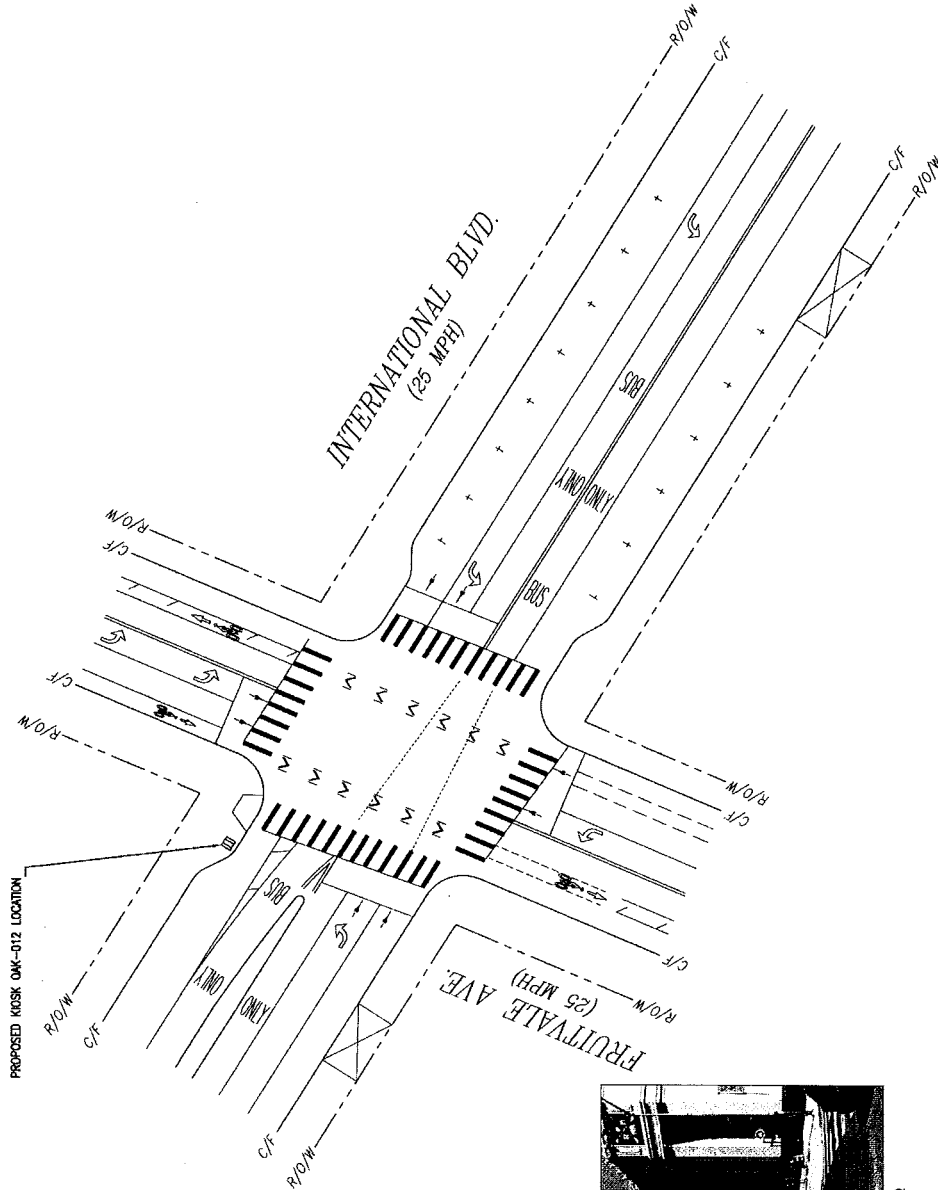 PROPOSED KIOSK OAK-012 LOCATION
INTERNATIONAL BLVD.
(25 MPH)
FRUITVALE AVE.
(25 MPH)
R/O/W
C/F
R/O/W
C/F
R/O/W
C/F
C/F
R/O/W
R/O/W
C/F
C/F
R/O/W
C/F
R/O/W
R/O/W
C/F
BUS
ONLY
ONLY
BUS
BUS
ONLY
ONLY